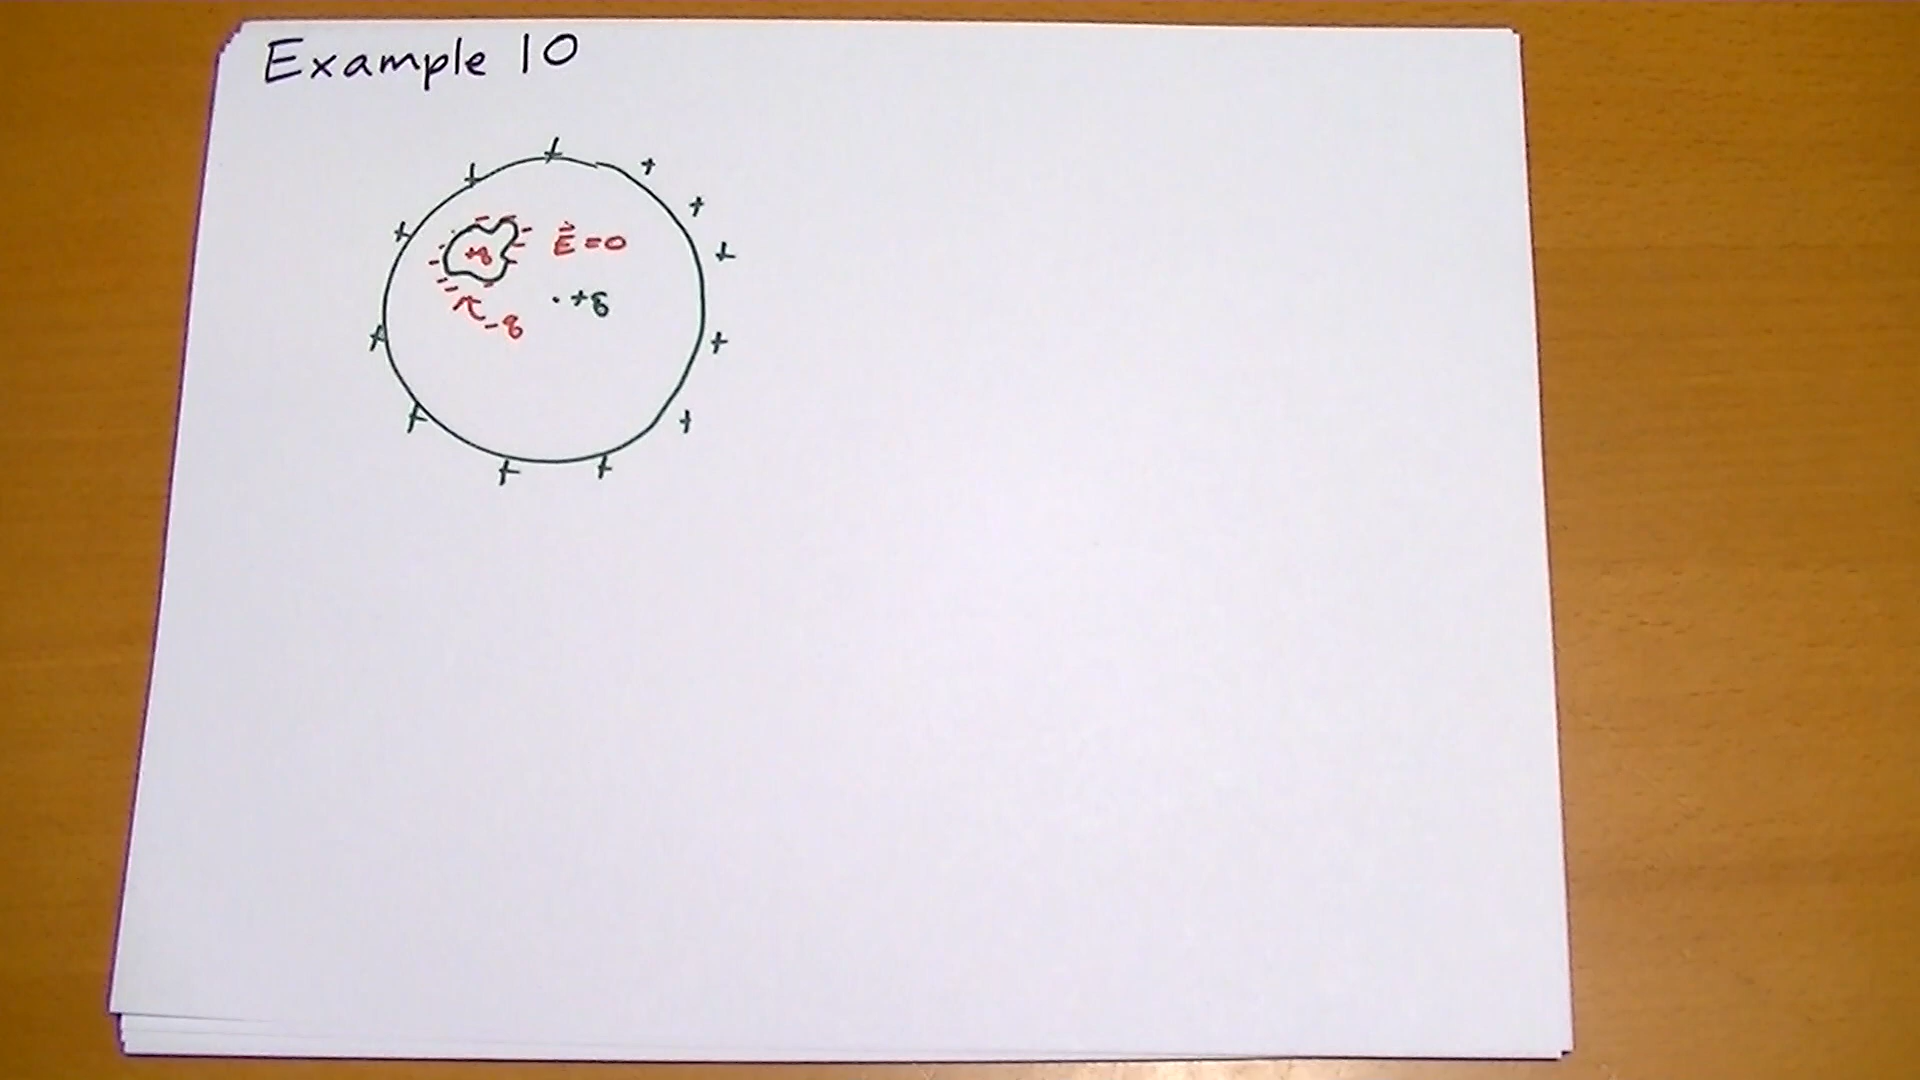 Example 10
+q
E⃗ = 0
· +q
-q